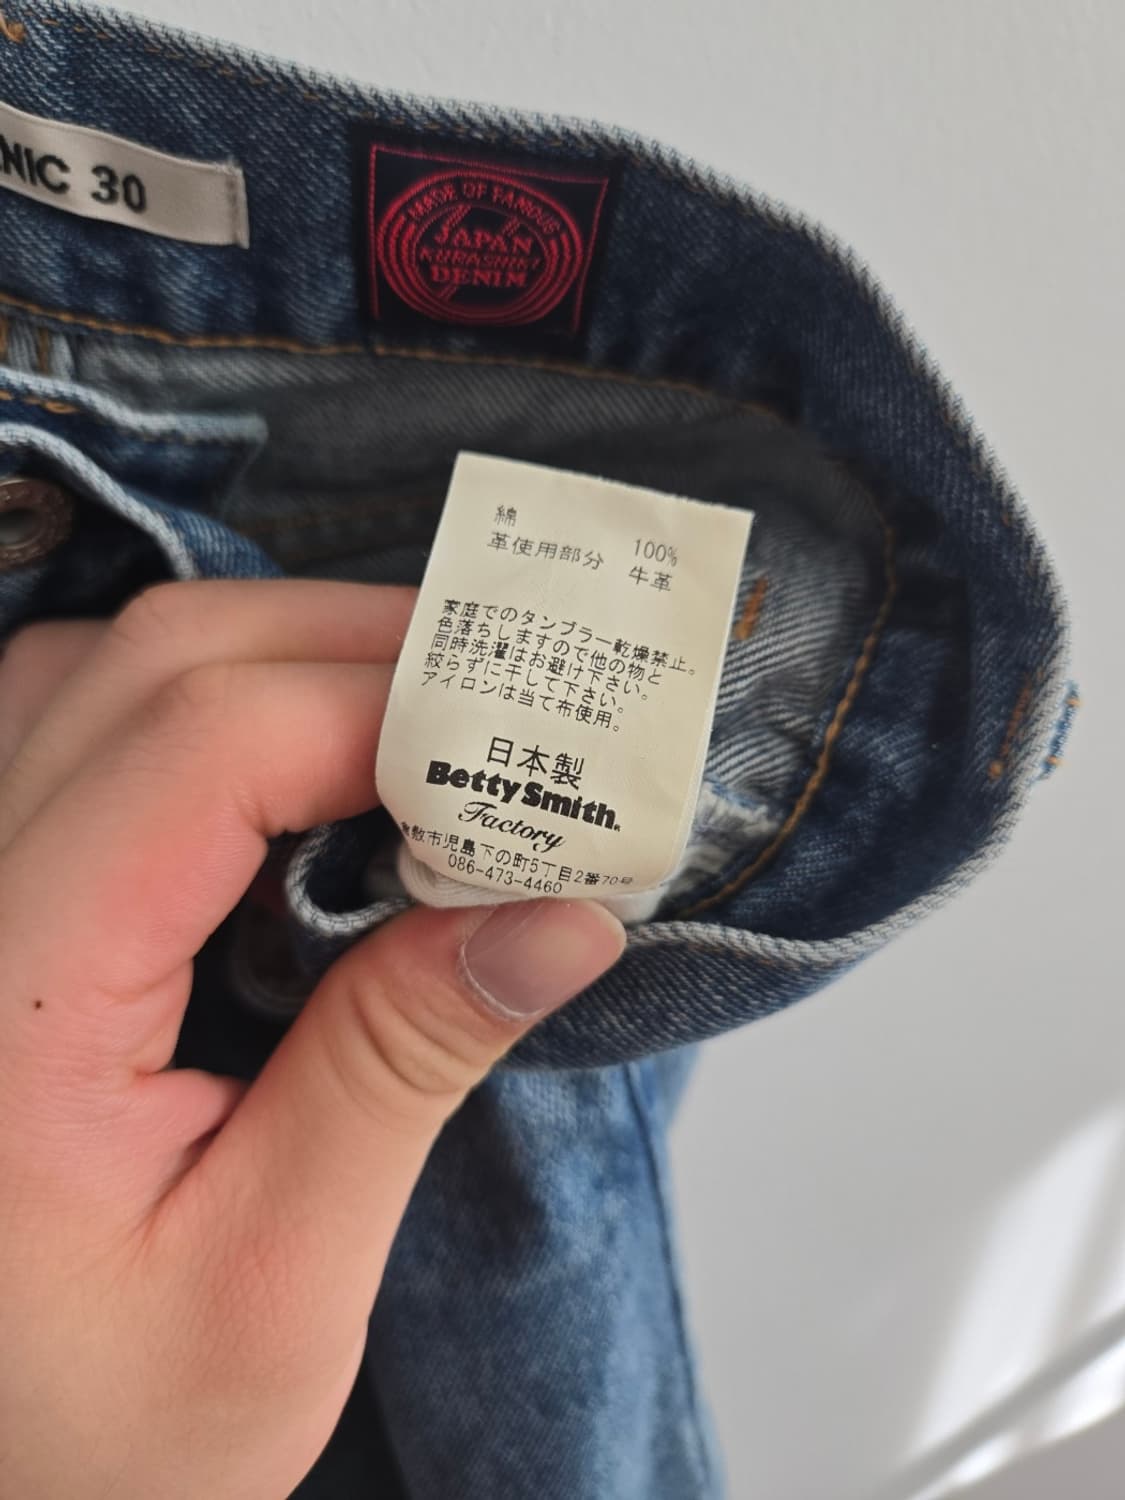 NIC 30
MADE OF FAMOUS
JAPAN
KURASHIKI
DENIM
綿 100%
革使用部分 牛革
家庭でのタンブラー乾燥禁止。
色落ちしますので他の物と
同時洗濯はお避け下さい。
絞らずに干して下さい。
アイロンは当て布使用。
日本製
Betty Smith
Factory
倉敷市児島下の町5丁目2番70号
086-473-4460